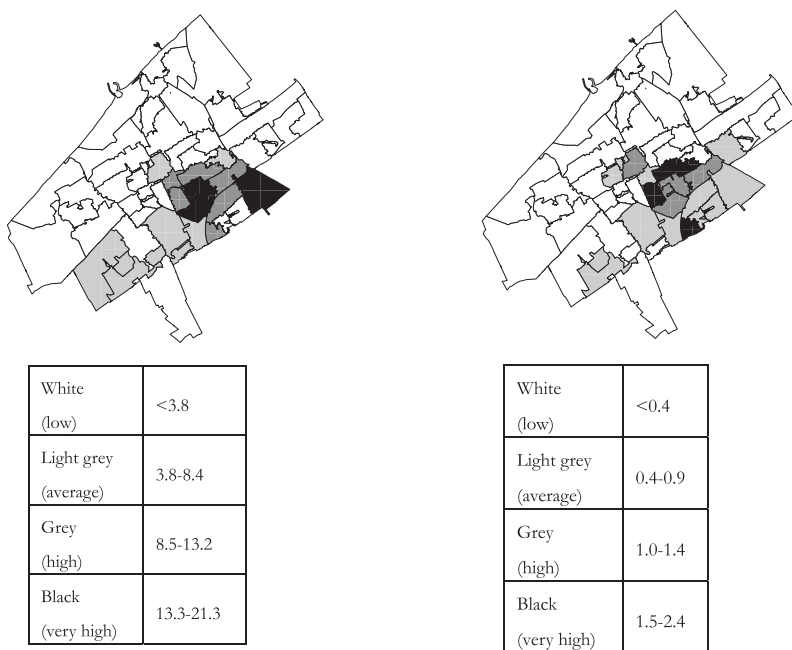 White
(low)
<3.8
Light grey
(average)
3.8-8.4
Grey
(high)
8.5-13.2
Black
(very high)
13.3-21.3
White
(low)
<0.4
Light grey
(average)
0.4-0.9
Grey
(high)
1.0-1.4
Black
(very high)
1.5-2.4